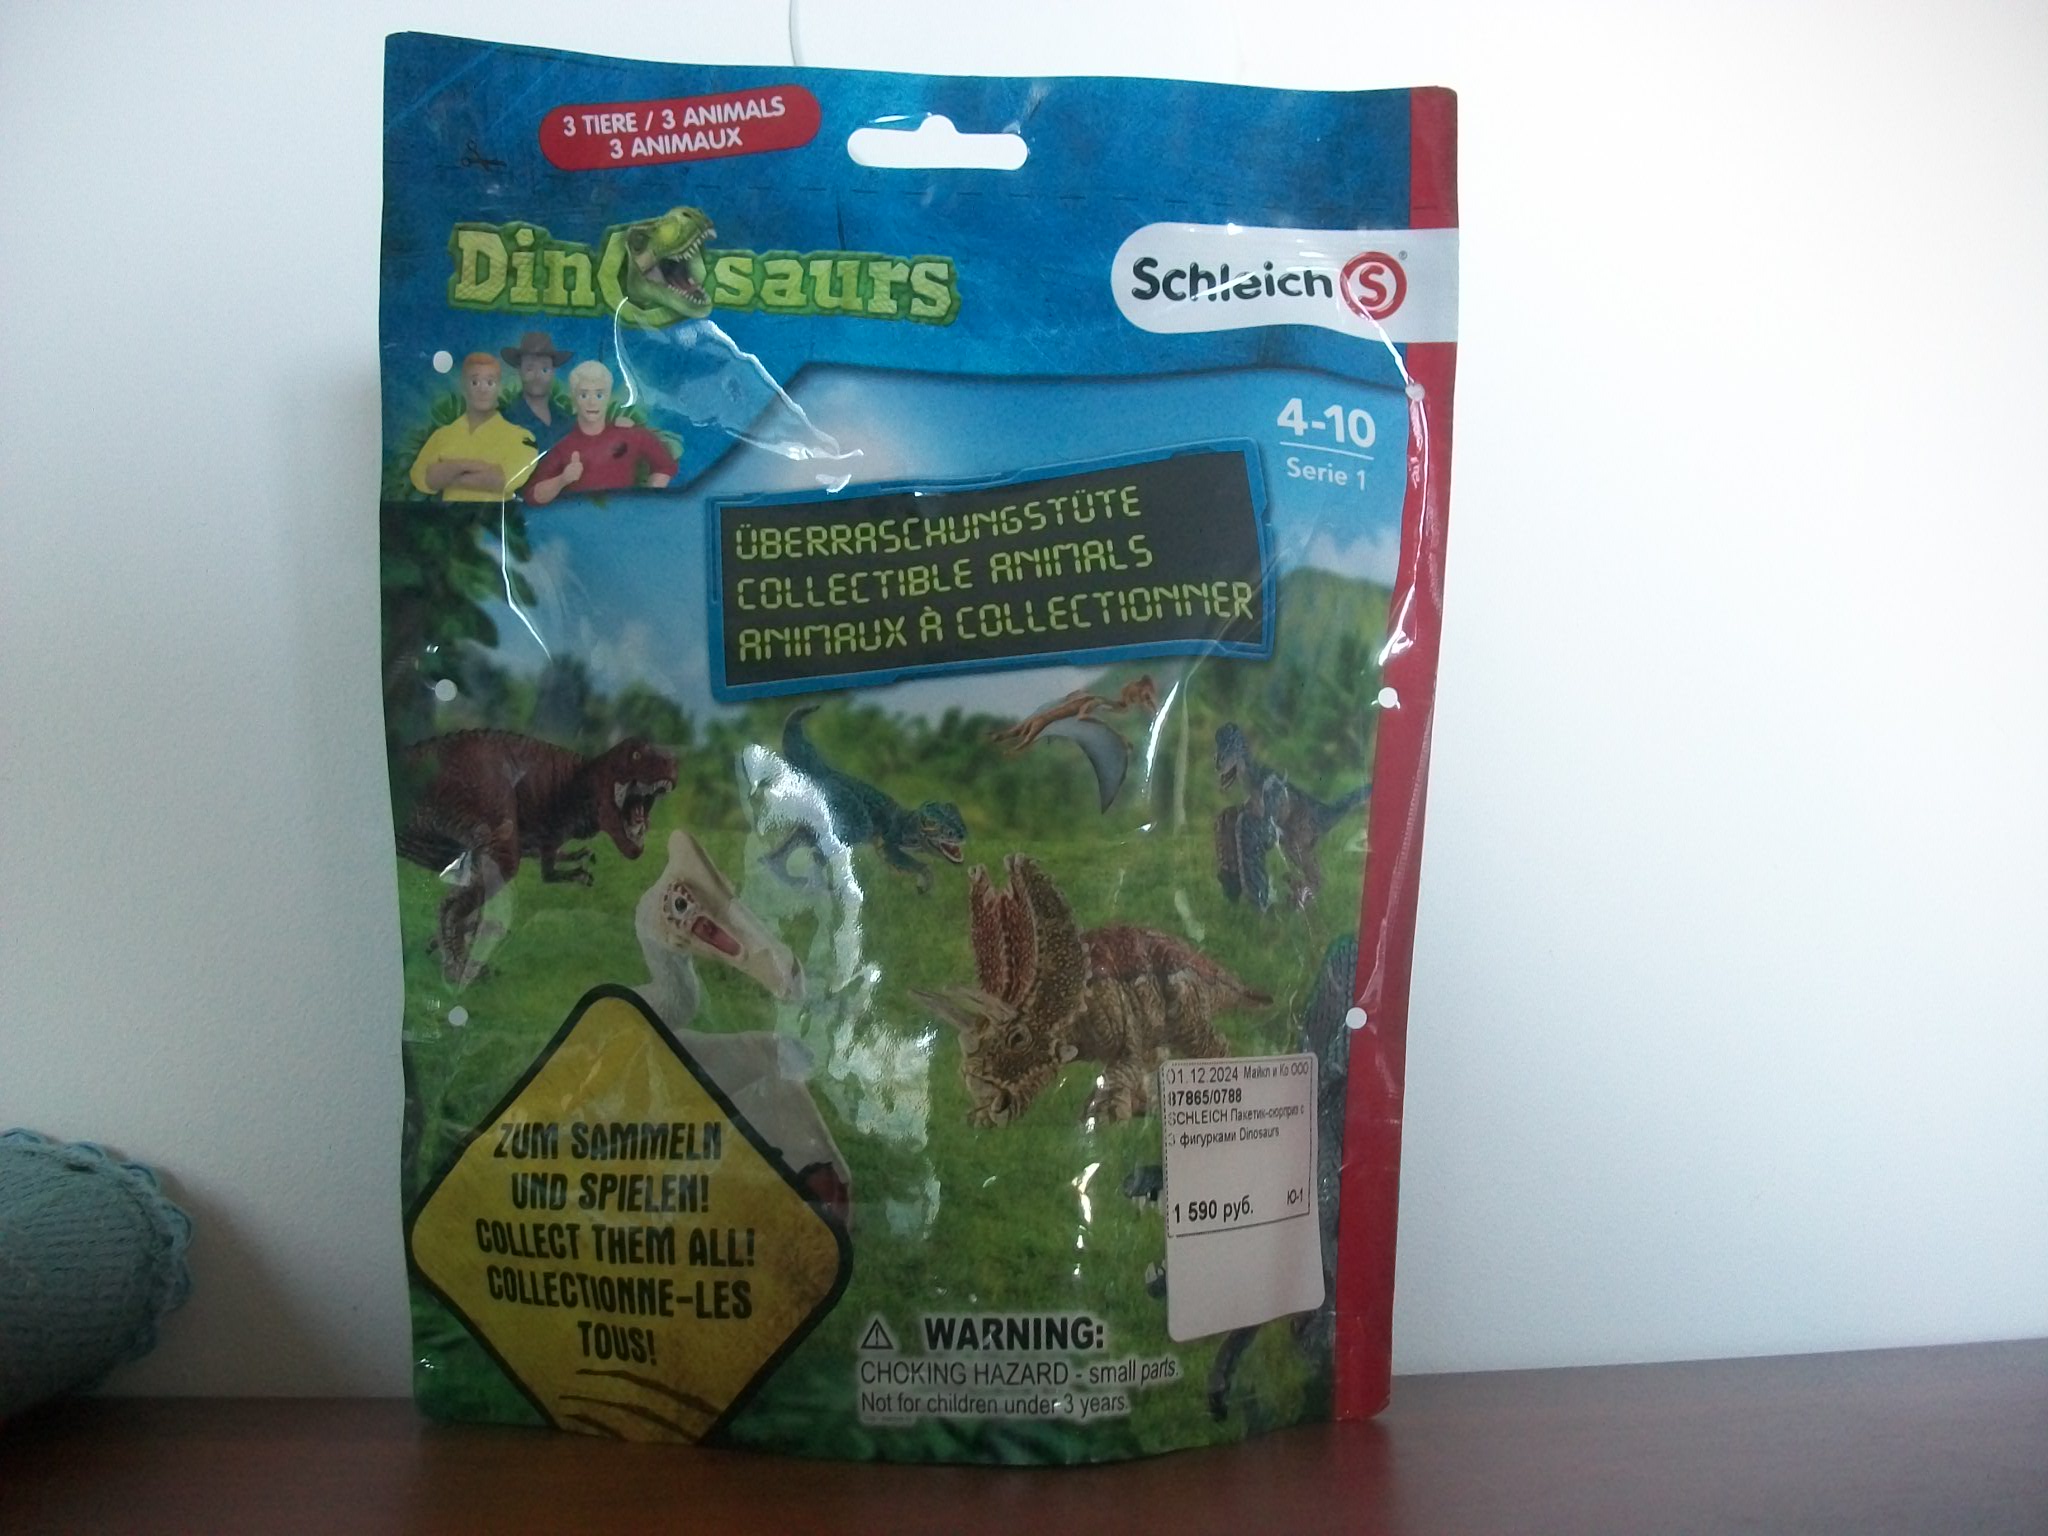 3 TIERE / 3 ANIMALS
3 ANIMAUX
Dinosaurs
Schleich S®
4-10
Serie 1
ÜBERRASCHUNGSTÜTE
COLLECTIBLE ANIMALS
ANIMAUX À COLLECTIONNER
ZUM SAMMELN
UND SPIELEN!
COLLECT THEM ALL!
COLLECTIONNE-LES
TOUS!
01.12.2024 Майкл и Ко ООО
87865/0788
SCHLEICH Пакетик-сюрприз с
3 фигурками Dinosaurs
1 590 руб. Ю-1
WARNING:
CHOKING HAZARD - small parts.
Not for children under 3 years.